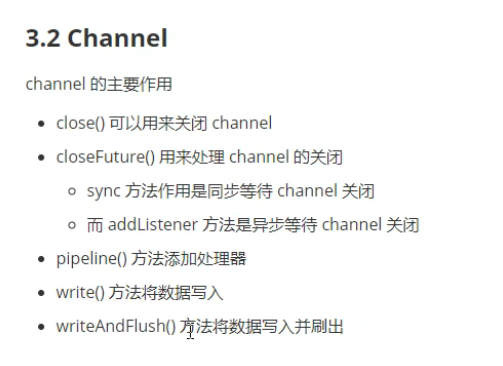 3.2 Channel
channel 的主要作用
close() 可以用来关闭 channel
closeFuture() 用来处理 channel 的关闭
sync 方法作用是同步等待 channel 关闭
而 addListener 方法是异步等待 channel 关闭
pipeline() 方法添加处理器
write() 方法将数据写入
writeAndFlush() 方法将数据写入并刷出